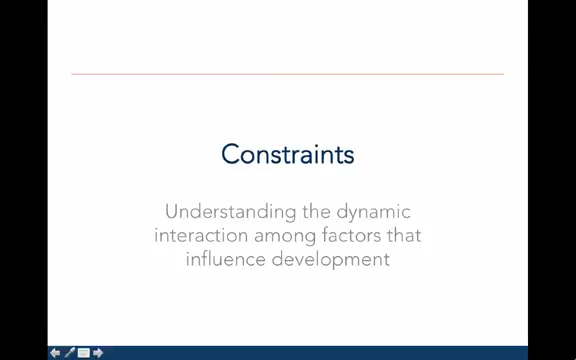 Constraints
Understanding the dynamic
interaction among factors that
influence development